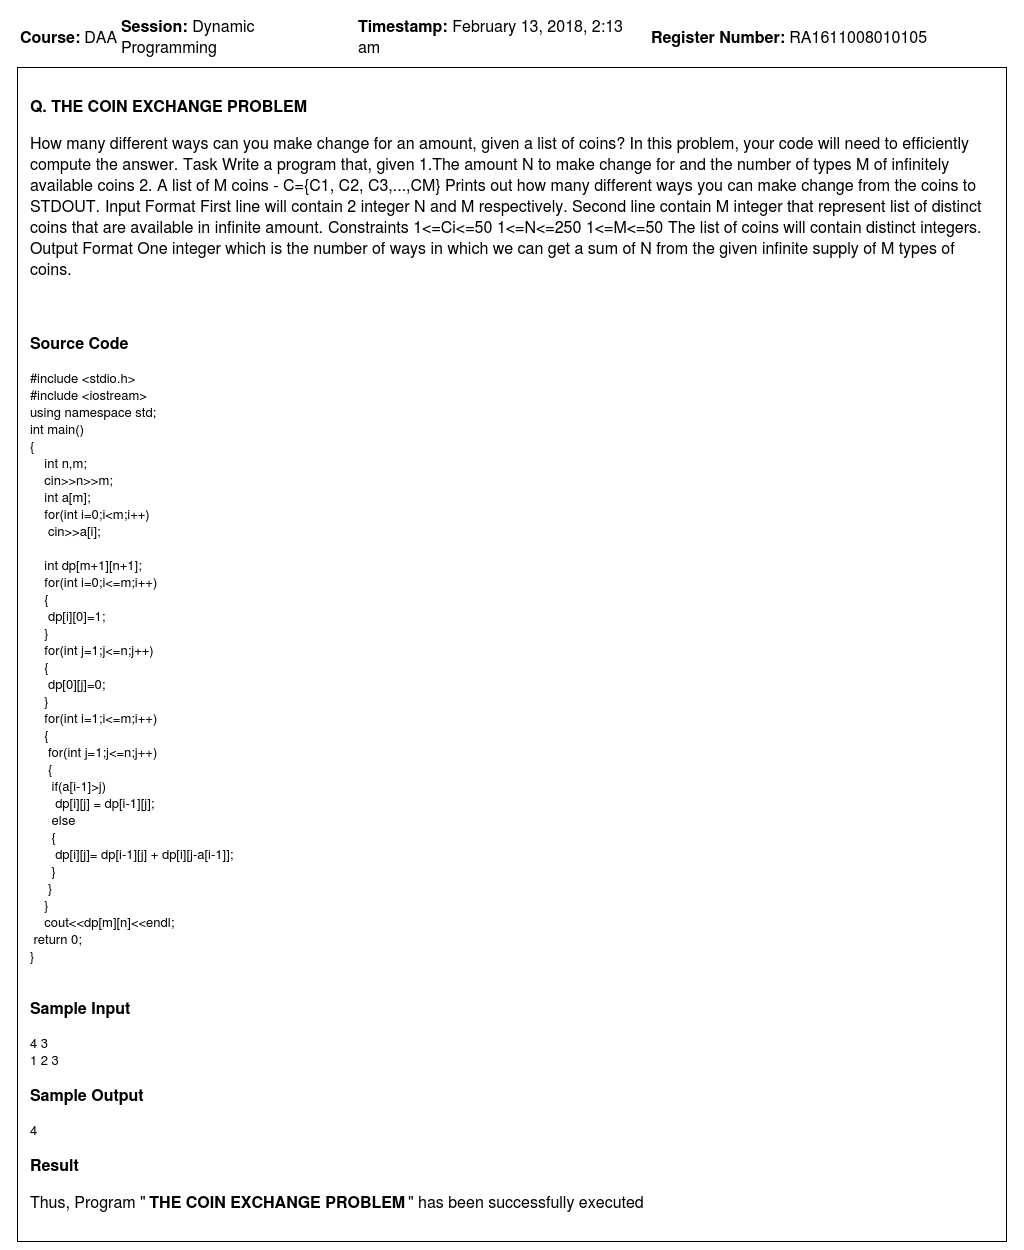 Course: DAA Session: Dynamic Programming Timestamp: February 13, 2018, 2:13 am Register Number: RA1611008010105
Q. THE COIN EXCHANGE PROBLEM
How many different ways can you make change for an amount, given a list of coins? In this problem, your code will need to efficiently
compute the answer. Task Write a program that, given 1.The amount N to make change for and the number of types M of infinitely
available coins 2. A list of M coins - C={C1, C2, C3,...,CM} Prints out how many different ways you can make change from the coins to
STDOUT. Input Format First line will contain 2 integer N and M respectively. Second line contain M integer that represent list of distinct
coins that are available in infinite amount. Constraints 1<=Ci<=50 1<=N<=250 1<=M<=50 The list of coins will contain distinct integers.
Output Format One integer which is the number of ways in which we can get a sum of N from the given infinite supply of M types of
coins.
Source Code
#include <stdio.h>
#include <iostream>
using namespace std;
int main()
{
    int n,m;
    cin>>n>>m;
    int a[m];
    for(int i=0;i<m;i++)
     cin>>a[i];

    int dp[m+1][n+1];
    for(int i=0;i<=m;i++)
    {
     dp[i][0]=1;
    }
    for(int j=1;j<=n;j++)
    {
     dp[0][j]=0;
    }
    for(int i=1;i<=m;i++)
    {
     for(int j=1;j<=n;j++)
     {
      if(a[i-1]>j)
       dp[i][j] = dp[i-1][j];
      else
      {
       dp[i][j]= dp[i-1][j] + dp[i][j-a[i-1]];
      }
     }
    }
    cout<<dp[m][n]<<endl;
 return 0;
}
Sample Input
4 3
1 2 3
Sample Output
4
Result
Thus, Program " THE COIN EXCHANGE PROBLEM " has been successfully executed